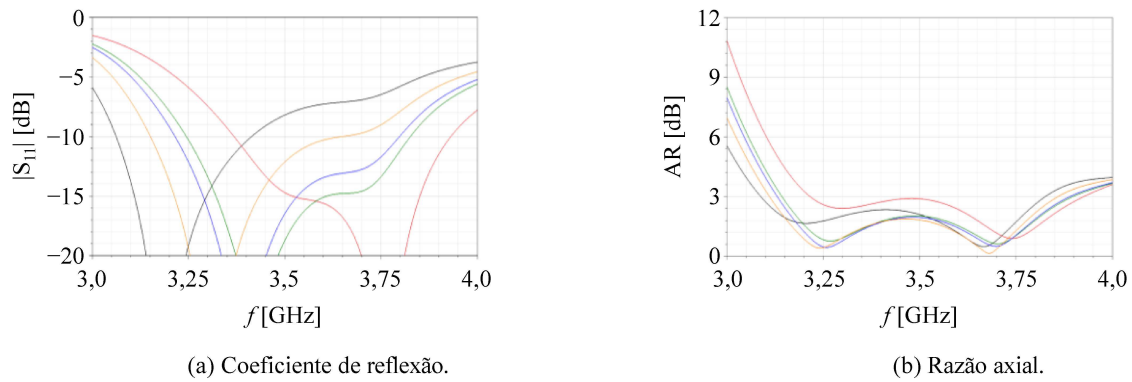 0
−5
−10
−15
−20
|S11| [dB]
3,0 3,25 3,5 3,75 4,0
f [GHz]
(a) Coeficiente de reflexão.
12
9
6
3
0
AR [dB]
3,0 3,25 3,5 3,75 4,0
f [GHz]
(b) Razão axial.